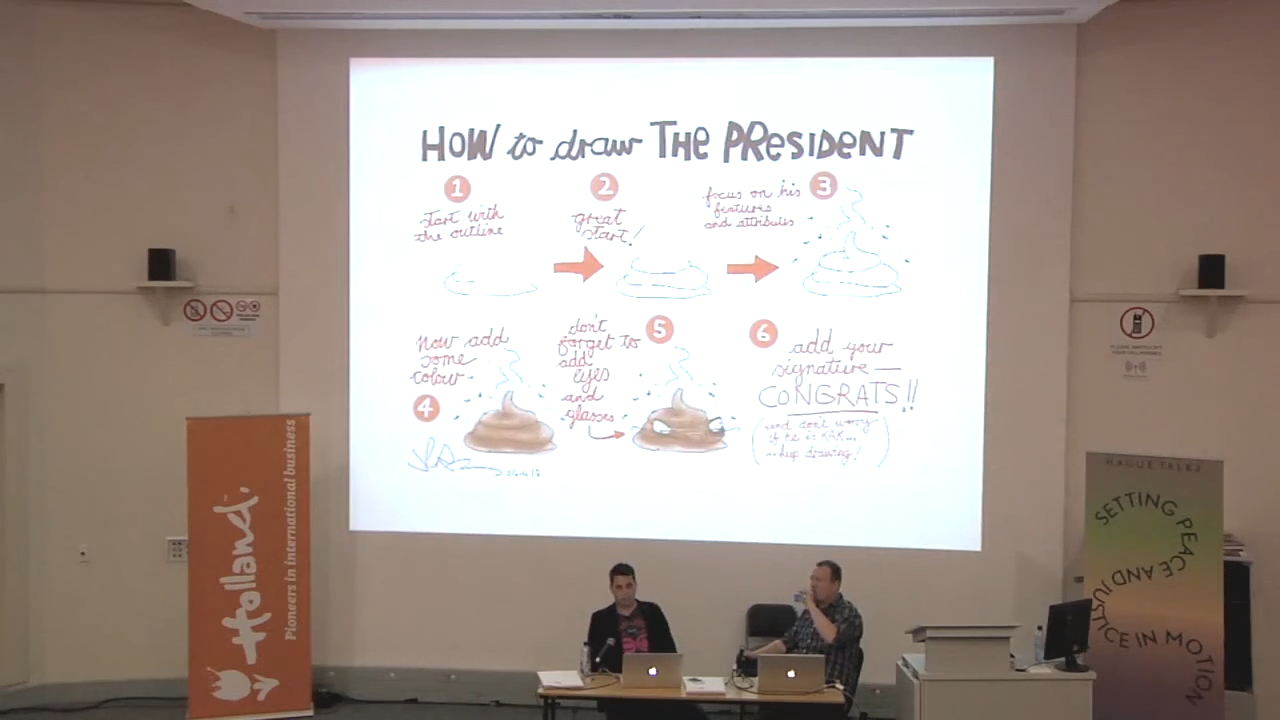 HOW to draw THE PRESIDENT
1
start with
the outline
2
great
start!
3
focus on his
features
and attributes
4
now add
some
colour
5
don't
forget to
add
eyes
and
glasses
6
add your
signature —
CONGRATS!!
(and don't worry
if he is KAK...
...keep drawing!)
Holland.
Pioneers in international business
HAGUE TALKS
SETTING PEACE AND JUSTICE IN MOTION